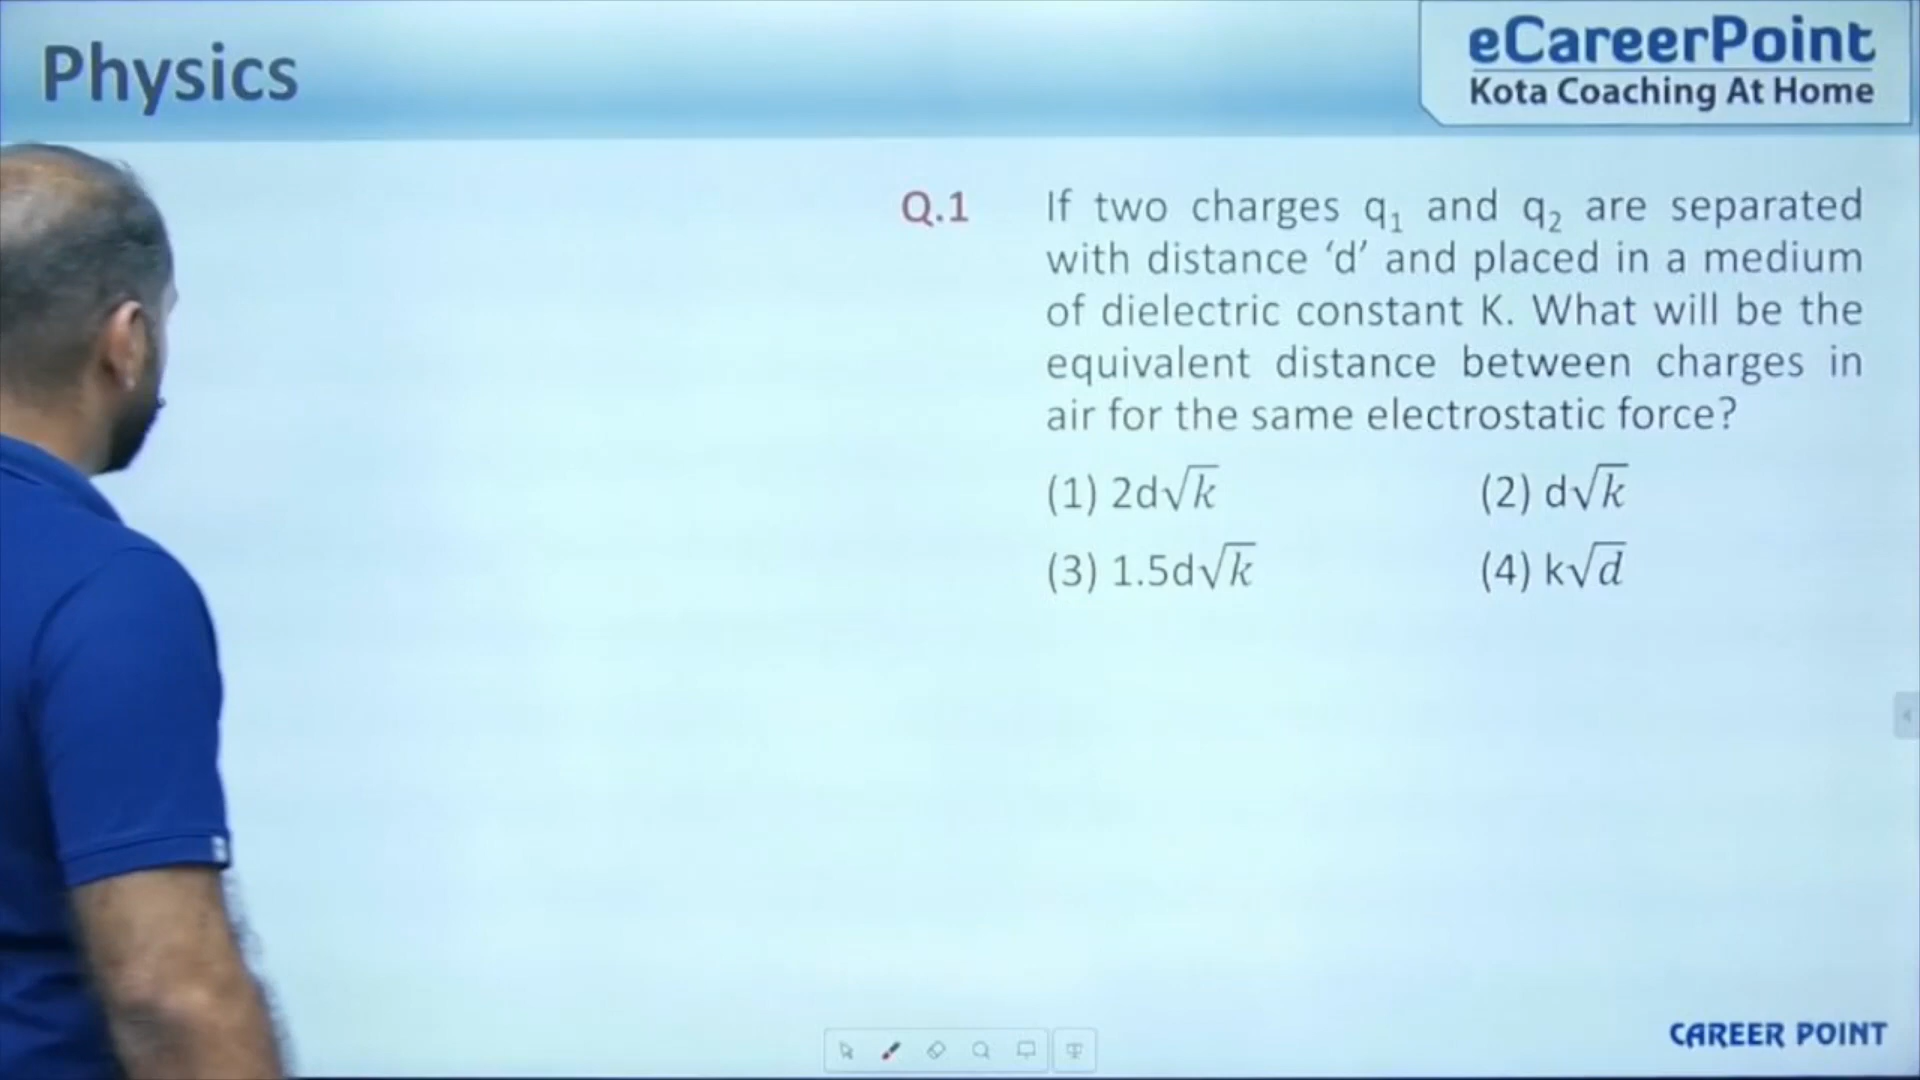 Physics
eCareerPoint
Kota Coaching At Home
Q.1 If two charges q₁ and q₂ are separated
with distance ‘d’ and placed in a medium
of dielectric constant K. What will be the
equivalent distance between charges in
air for the same electrostatic force?
(1) 2d√k (2) d√k
(3) 1.5d√k (4) k√d
CAREER POINT